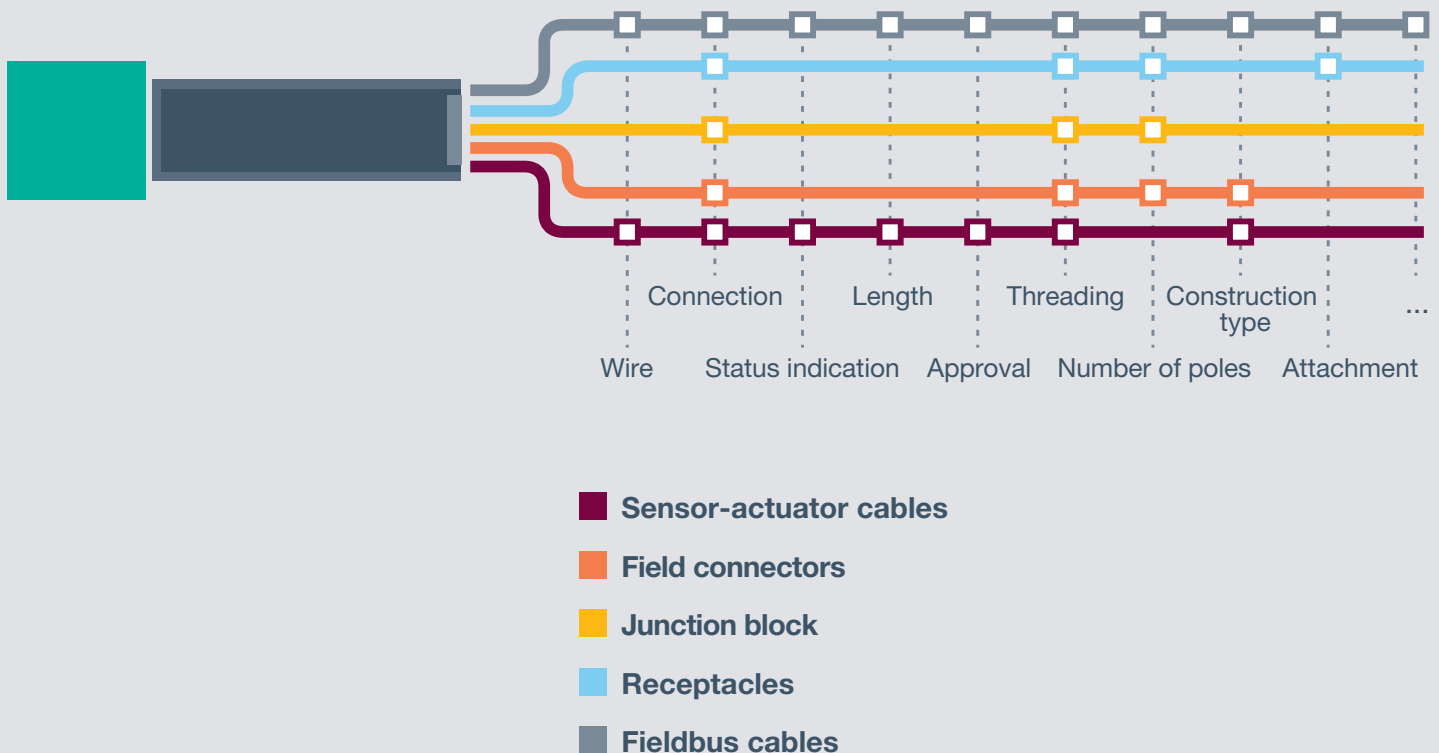 Connection Length Threading Construction
type
...
Wire Status indication Approval Number of poles Attachment
Sensor-actuator cables
Field connectors
Junction block
Receptacles
Fieldbus cables